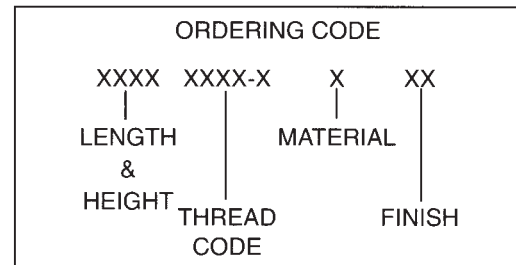 ORDERING CODE
XXXX XXXX-X X XX
LENGTH
&
HEIGHT
THREAD
CODE
MATERIAL
FINISH